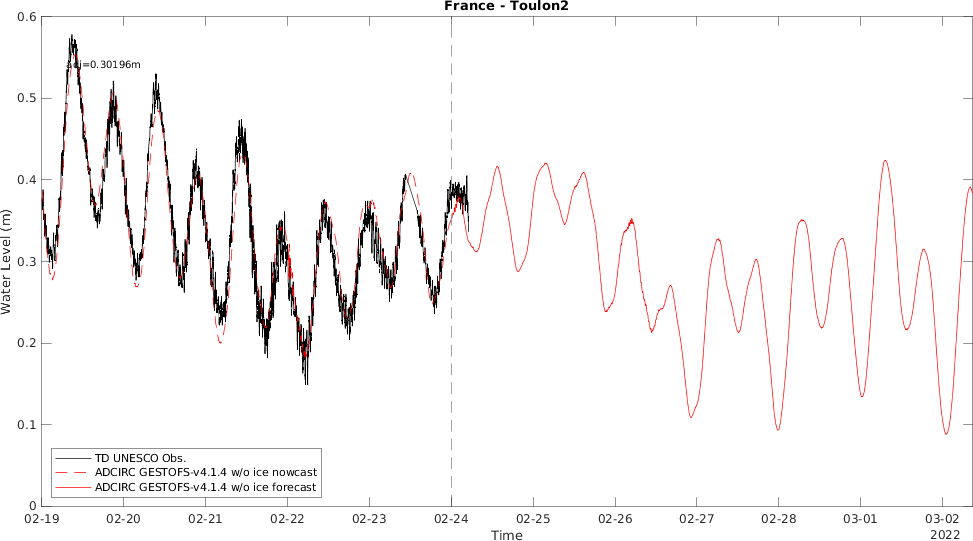 France - Toulon2
0.6
0.5
0.4
0.3
0.2
0.1
0
Water Level (m)
=0.30196m
TD UNESCO Obs.
ADCIRC GESTOFS-v4.1.4 w/o ice nowcast
ADCIRC GESTOFS-v4.1.4 w/o ice forecast
02-19 02-20 02-21 02-22 02-23 02-24 02-25 02-26 02-27 02-28 03-01 03-02
2022
Time